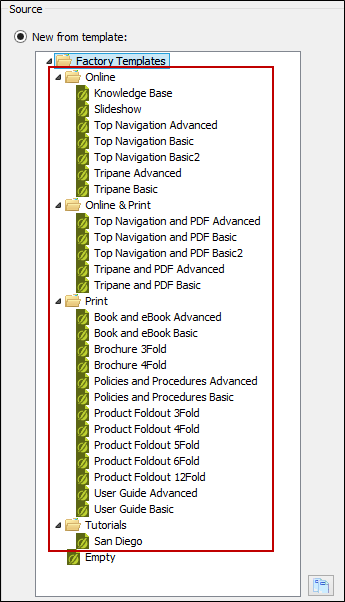 Source
New from template:
Factory Templates
Online
Knowledge Base
Slideshow
Top Navigation Advanced
Top Navigation Basic
Top Navigation Basic2
Tripane Advanced
Tripane Basic
Online & Print
Top Navigation and PDF Advanced
Top Navigation and PDF Basic
Top Navigation and PDF Basic2
Tripane and PDF Advanced
Tripane and PDF Basic
Print
Book and eBook Advanced
Book and eBook Basic
Brochure 3Fold
Brochure 4Fold
Policies and Procedures Advanced
Policies and Procedures Basic
Product Foldout 3Fold
Product Foldout 4Fold
Product Foldout 5Fold
Product Foldout 6Fold
Product Foldout 12Fold
User Guide Advanced
User Guide Basic
Tutorials
San Diego
Empty